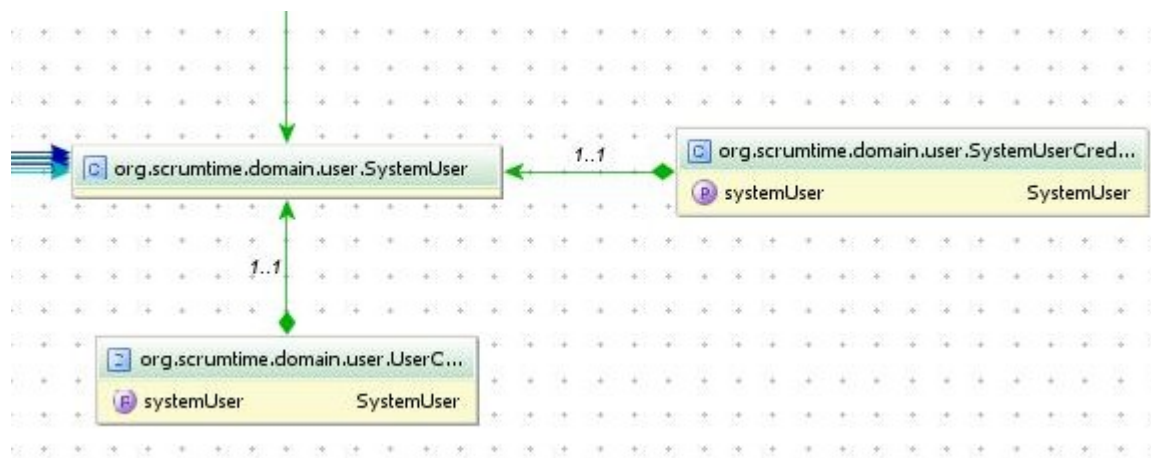 1..1
C org.scrumtime.domain.user.SystemUserCred...
C org.scrumtime.domain.user.SystemUser
P systemUser SystemUser
1..1
org.scrumtime.domain.user.UserC...
P systemUser SystemUser